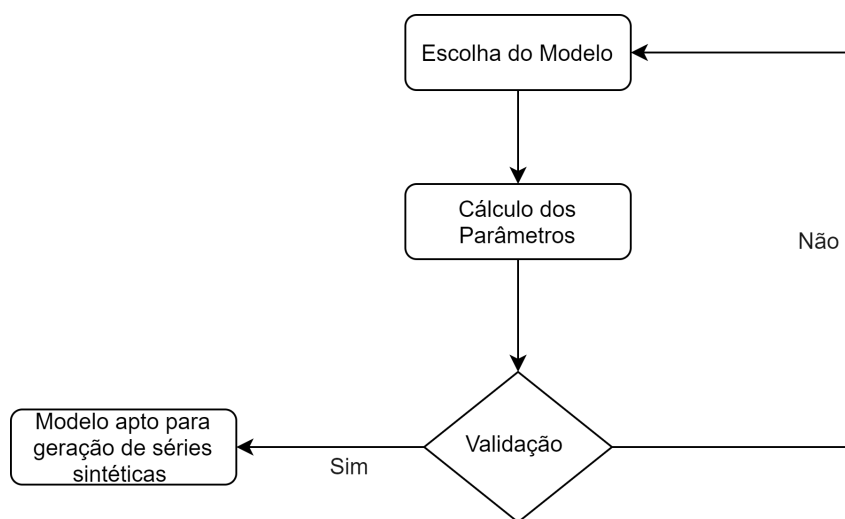 Escolha do Modelo
Cálculo dos
Parâmetros
Não
Modelo apto para
geração de séries
sintéticas
Sim
Validação